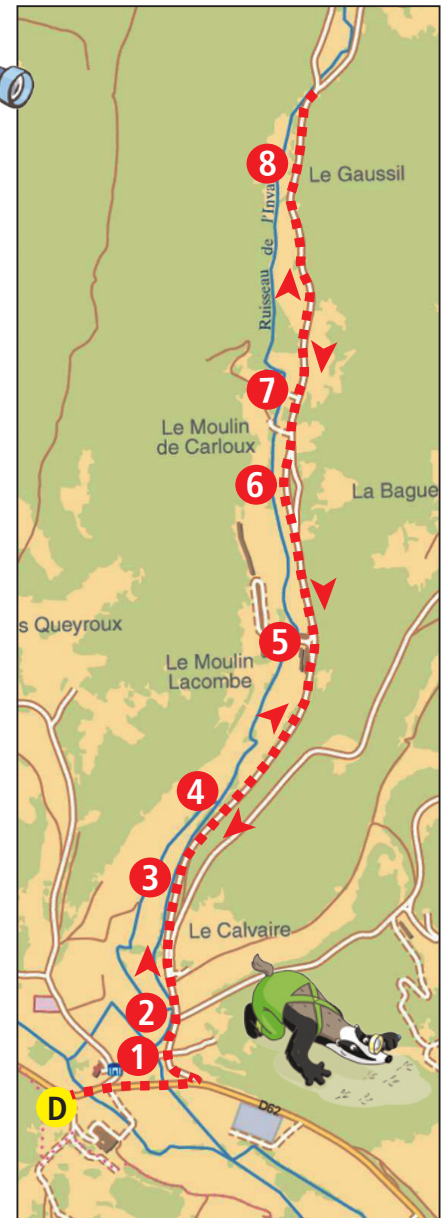 8
Le Gaussil
Ruisseau de l'Inva
7
Le Moulin
de Carloux
6
La Bague
s Queyroux
5
Le Moulin
Lacombe
4
3
Le Calvaire
2
1
D
D62